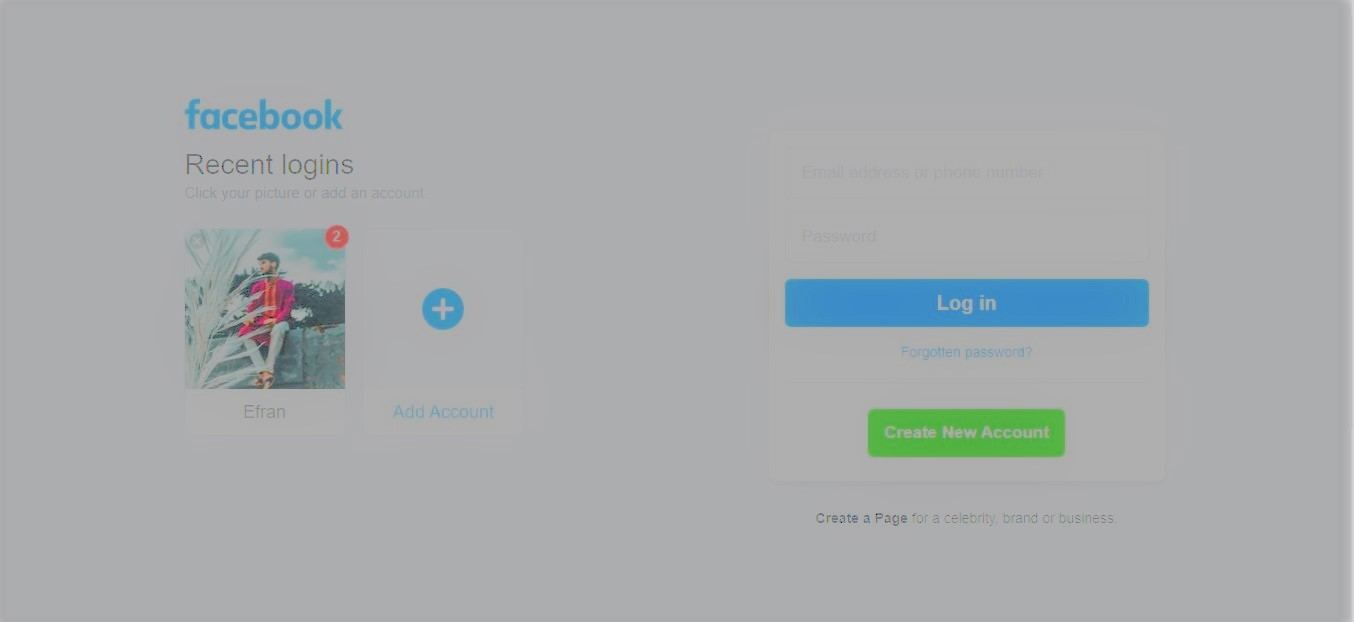 facebook
Recent logins
Click your picture or add an account
2
Efran
Add Account
Email address or phone number
Password
Log in
Forgotten password?
Create New Account
Create a Page for a celebrity, brand or business.